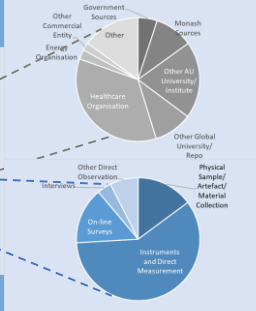 Government
Sources
Other
Commercial
Entity
Energy
Organisation
Other
Monash
Sources
Other AU
University/
Institute
Healthcare
Organisation
Other Global
University/
Repo
Other Direct
Observation
Interviews
Physical
Sample/
Artefact/
Material
Collection
On-line
Surveys
Instruments
and Direct
Measurement